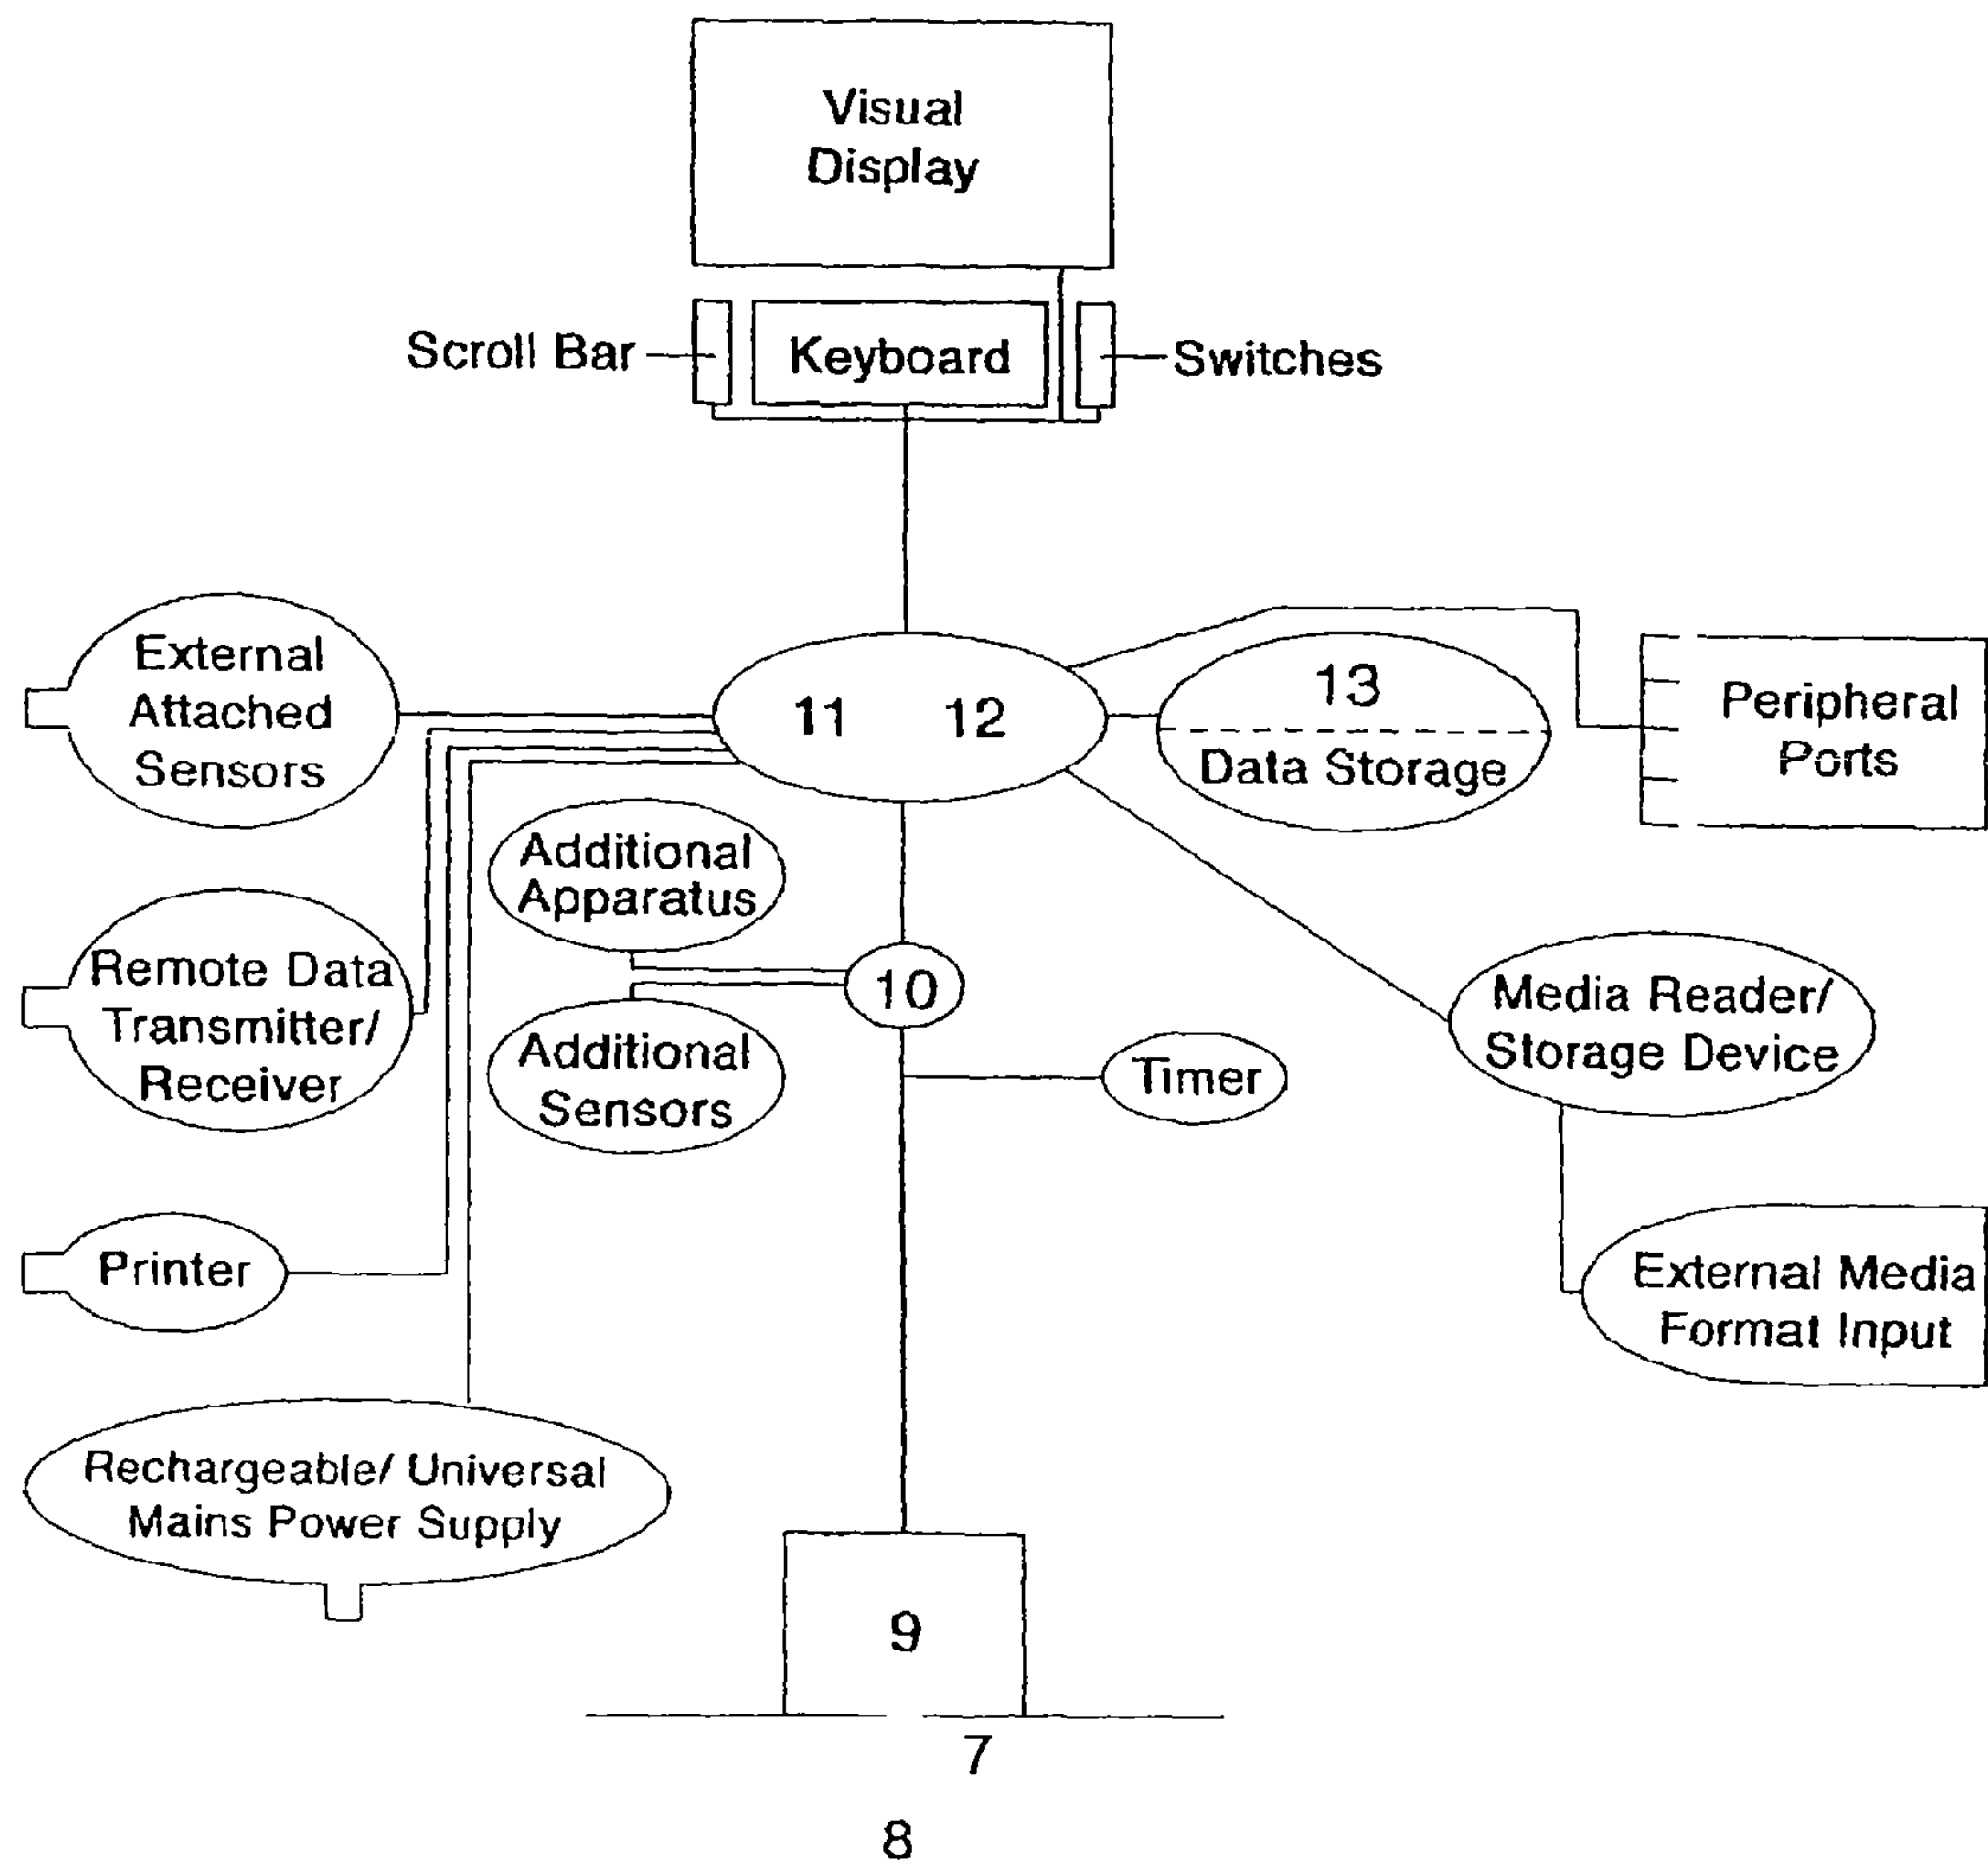 Visual
Display
Scroll Bar
Keyboard
Switches
External
Attached
Sensors
11 12
13
Data Storage
Peripheral
Ports
Additional
Apparatus
Remote Data
Transmitter/
Receiver
10
Additional
Sensors
Timer
Media Reader/
Storage Device
Printer
External Media
Format Input
Rechargeable/ Universal
Mains Power Supply
9
7
8